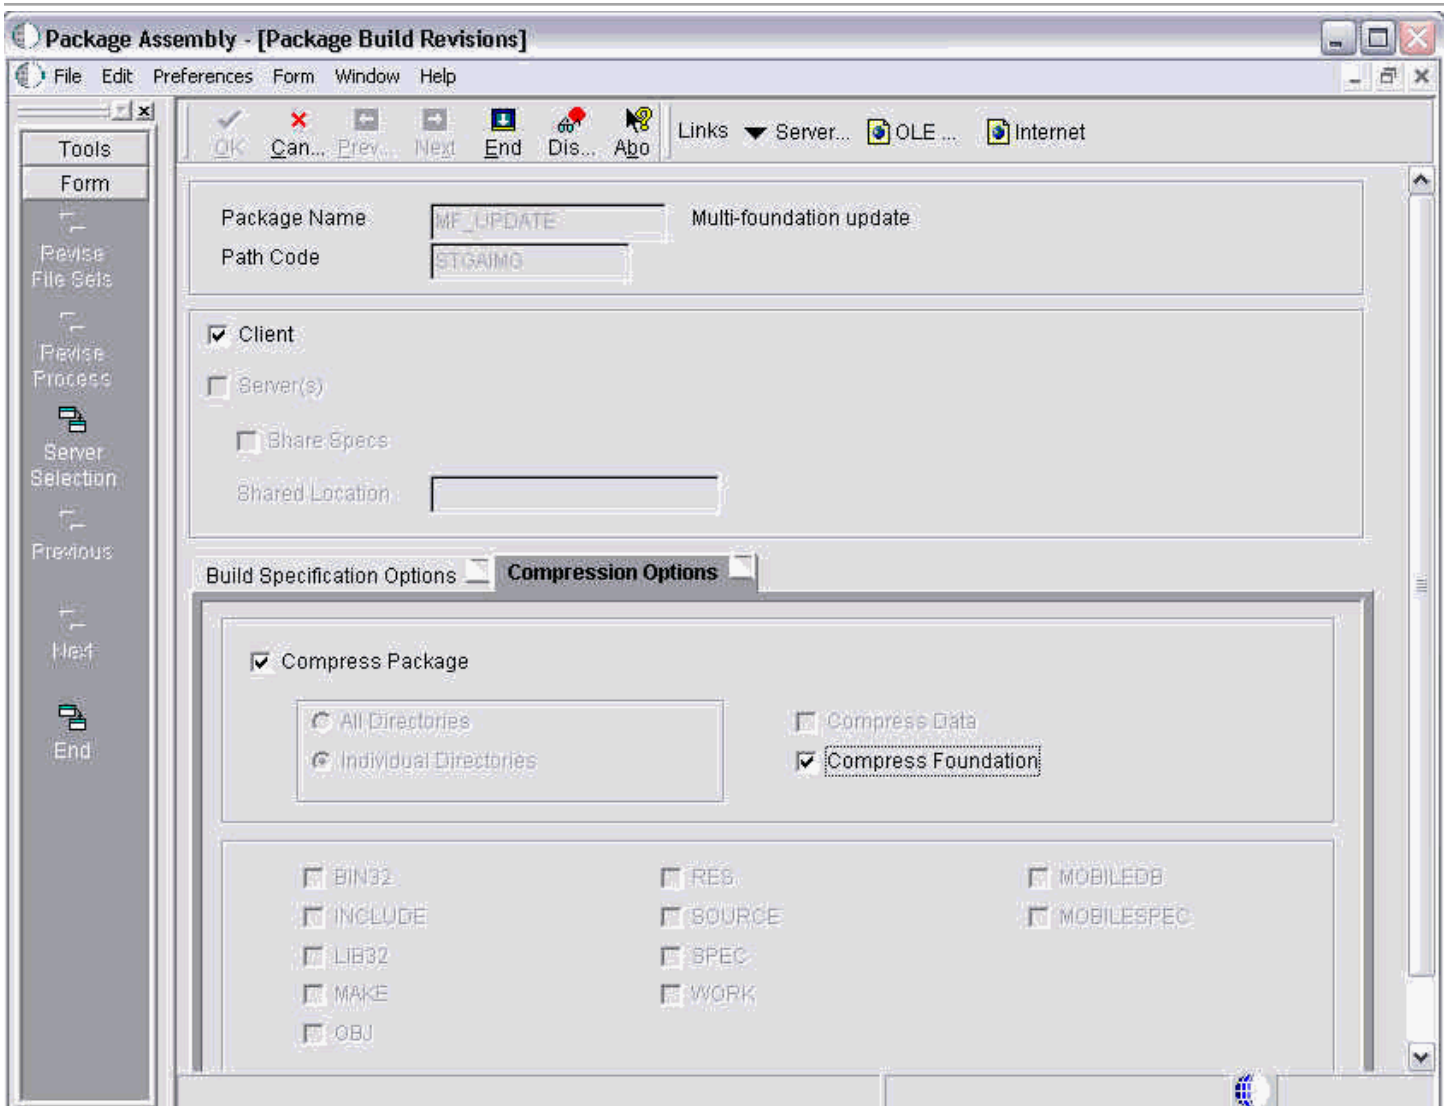 Package Assembly - [Package Build Revisions]
File Edit Preferences Form Window Help
OK Can... Prev... Next End Dis... Abo Links Server... OLE ... Internet
Tools
Form
Revise
File Sets
Revise
Process
Server
Selection
Previous
Next
End
Package Name MF_UPDATE Multi-foundation update
Path Code STGAIMG
Client
Server(s)
Share Specs
Shared Location
Build Specification Options Compression Options
Compress Package
All Directories Compress Data
Individual Directories Compress Foundation
BIN32 RES MOBILEDB
INCLUDE SOURCE MOBILESPEC
LIB32 SPEC
MAKE WORK
OBJ